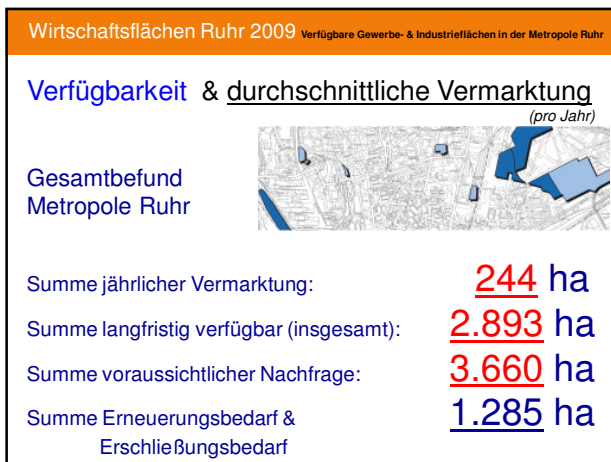 Wirtschaftsflächen Ruhr 2009 Verfügbare Gewerbe- & Industrieflächen in der Metropole Ruhr
Verfügbarkeit & durchschnittliche Vermarktung
(pro Jahr)
Gesamtbefund
Metropole Ruhr
Summe jährlicher Vermarktung: 244 ha
Summe langfristig verfügbar (insgesamt): 2.893 ha
Summe voraussichtlicher Nachfrage: 3.660 ha
Summe Erneuerungsbedarf & 1.285 ha
Erschließungsbedarf